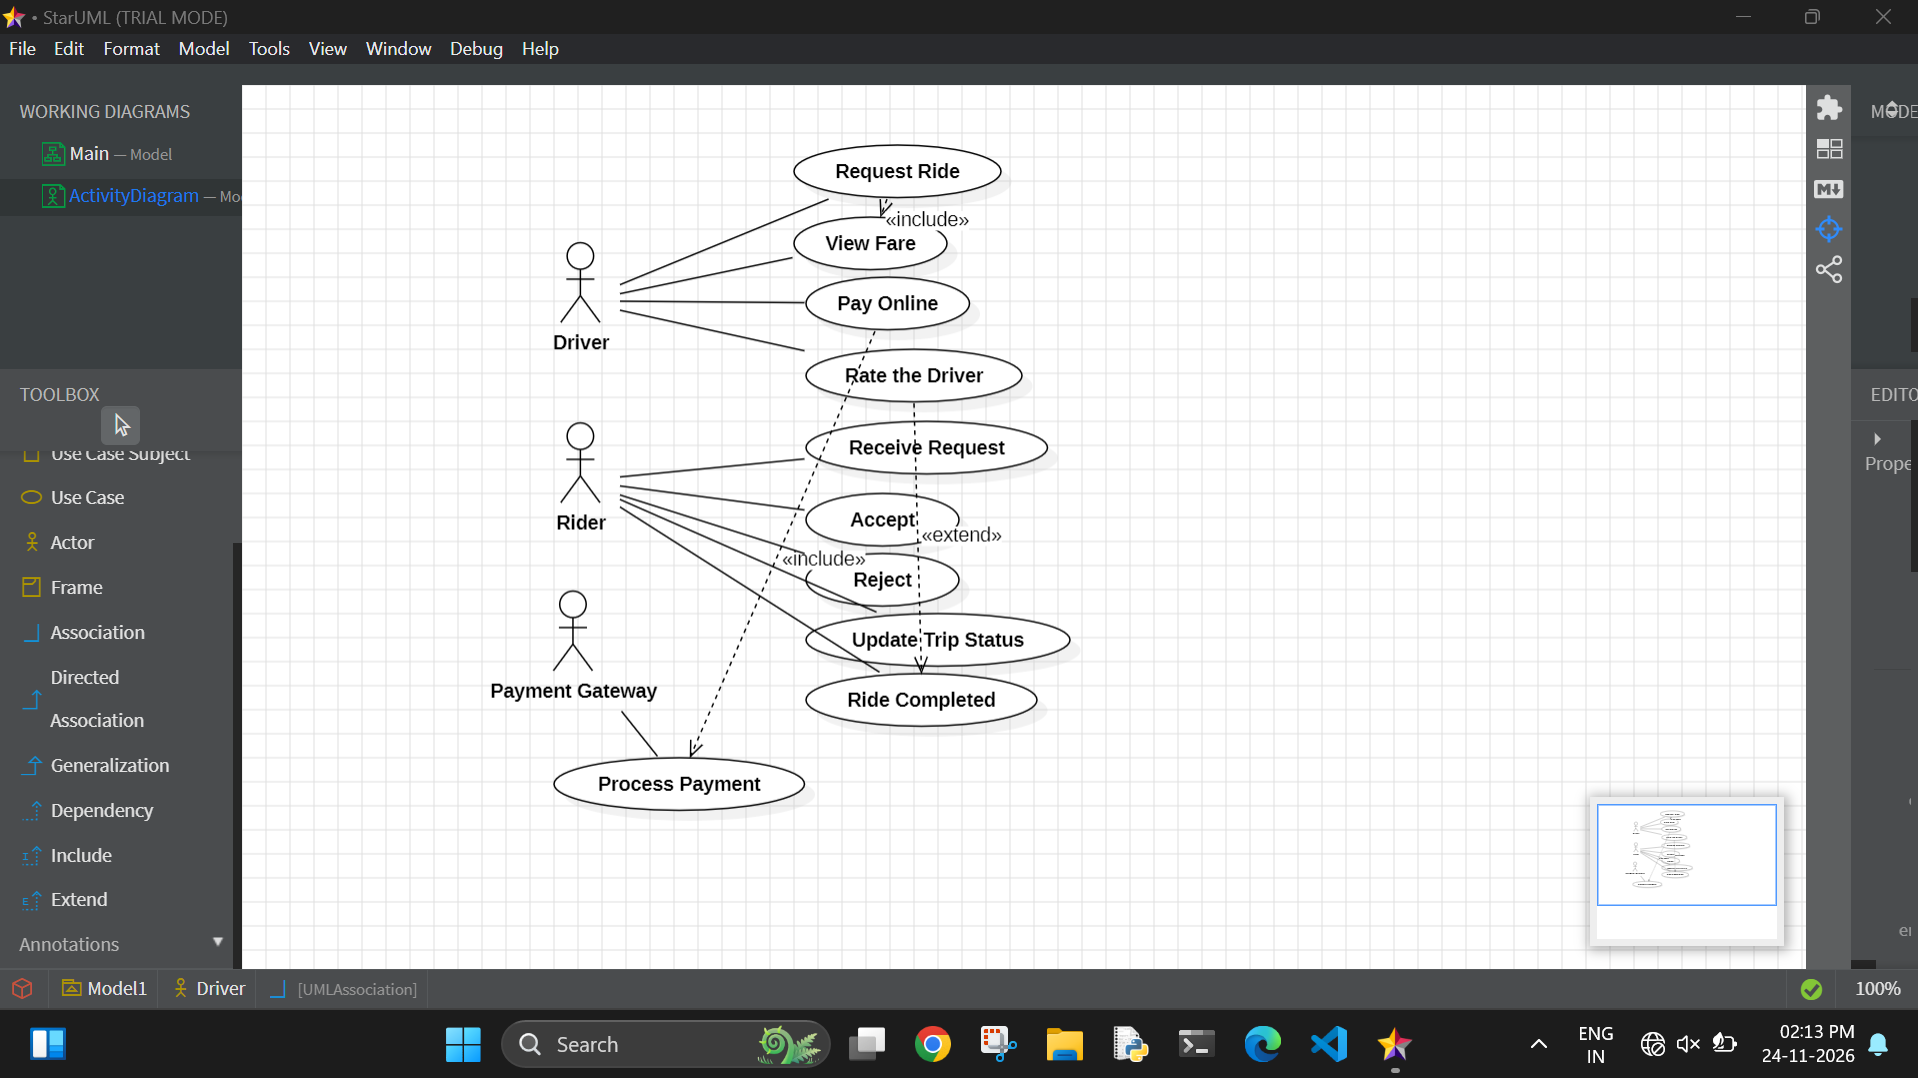 StarUML (TRIAL MODE)
File Edit Format Model Tools View Window Debug Help
WORKING DIAGRAMS
Main — Model
ActivityDiagram — Mo
TOOLBOX
Use Case Subject
Use Case
Actor
Frame
Association
Directed
Association
Generalization
Dependency
Include
Extend
Annotations
Request Ride
«include»
View Fare
Pay Online
Driver
Rate the Driver
Receive Request
Rider
Accept
«extend»
«include»
Reject
Update Trip Status
Payment Gateway
Ride Completed
Process Payment
M↓
MODE
EDITO
Prope
Model1 Driver [UMLAssociation]
100%
Search
ENG
IN
02:13 PM
24-11-2026